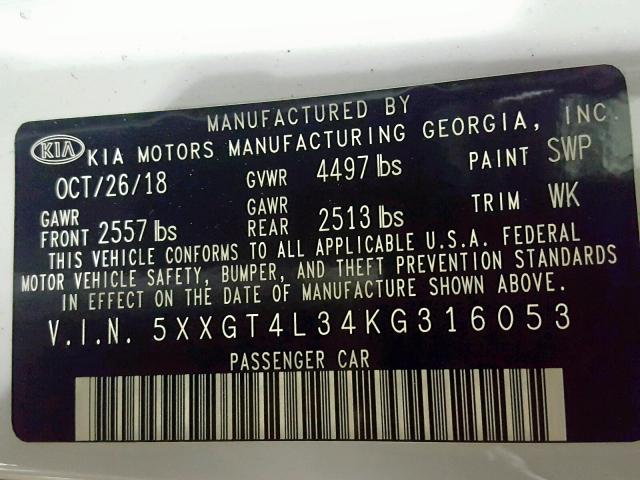 MANUFACTURED BY
KIA KIA MOTORS MANUFACTURING GEORGIA, INC.
OCT/26/18 GVWR 4497 lbs PAINT SWP
GAWR FRONT 2557 lbs GAWR REAR 2513 lbs TRIM WK
THIS VEHICLE CONFORMS TO ALL APPLICABLE U.S.A. FEDERAL
MOTOR VEHICLE SAFETY, BUMPER, AND THEFT PREVENTION STANDARDS
IN EFFECT ON THE DATE OF MANUFACTURE SHOWN ABOVE.
V.I.N. 5XXGT4L34KG316053
PASSENGER CAR